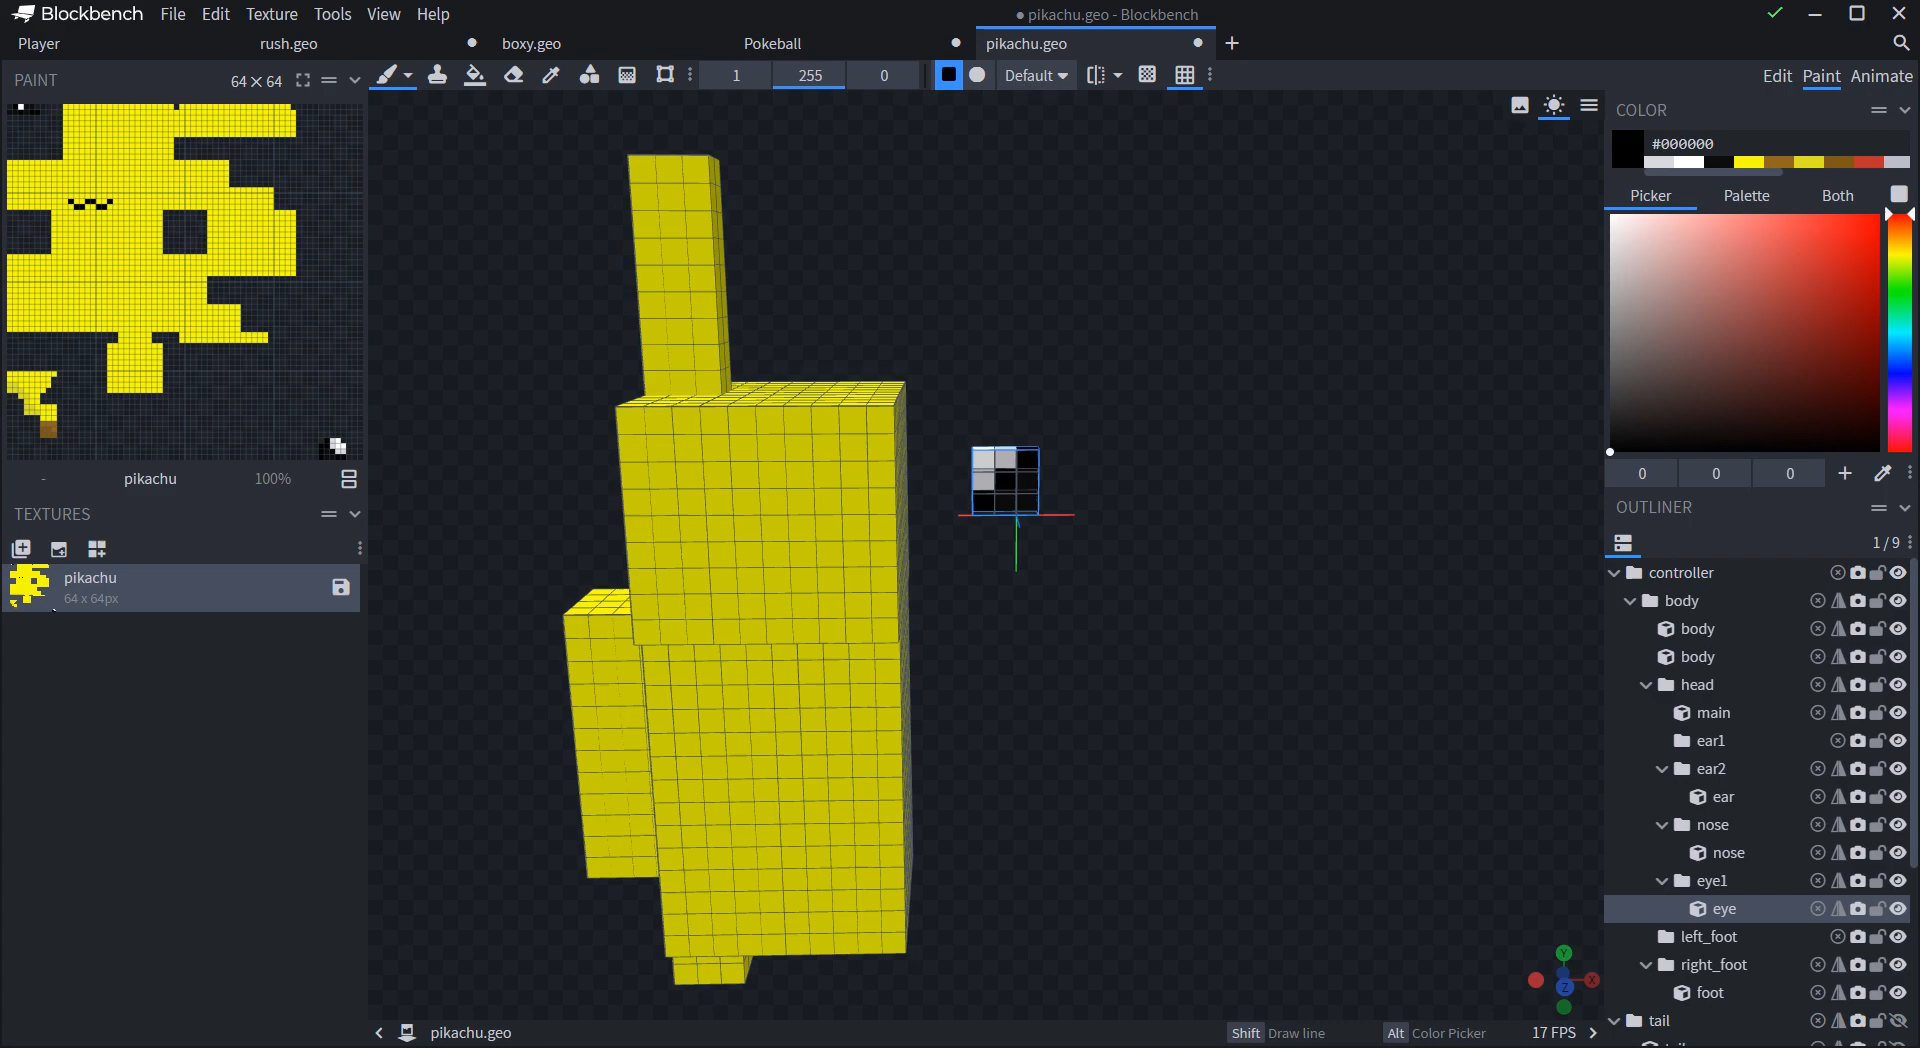 Blockbench File Edit Texture Tools View Help
pikachu.geo - Blockbench
Player rush.geo boxy.geo Pokeball pikachu.geo
PAINT 64 × 64
1 255 0 Default
Edit Paint Animate
COLOR
#000000
Picker Palette Both
0 0 0
- pikachu 100%
TEXTURES
pikachu
64 x 64px
OUTLINER
1 / 9
controller
body
body
body
head
main
ear1
ear2
ear
nose
nose
eye1
eye
left_foot
right_foot
foot
tail
Y
X
Z
pikachu.geo Shift Draw line Alt Color Picker 17 FPS